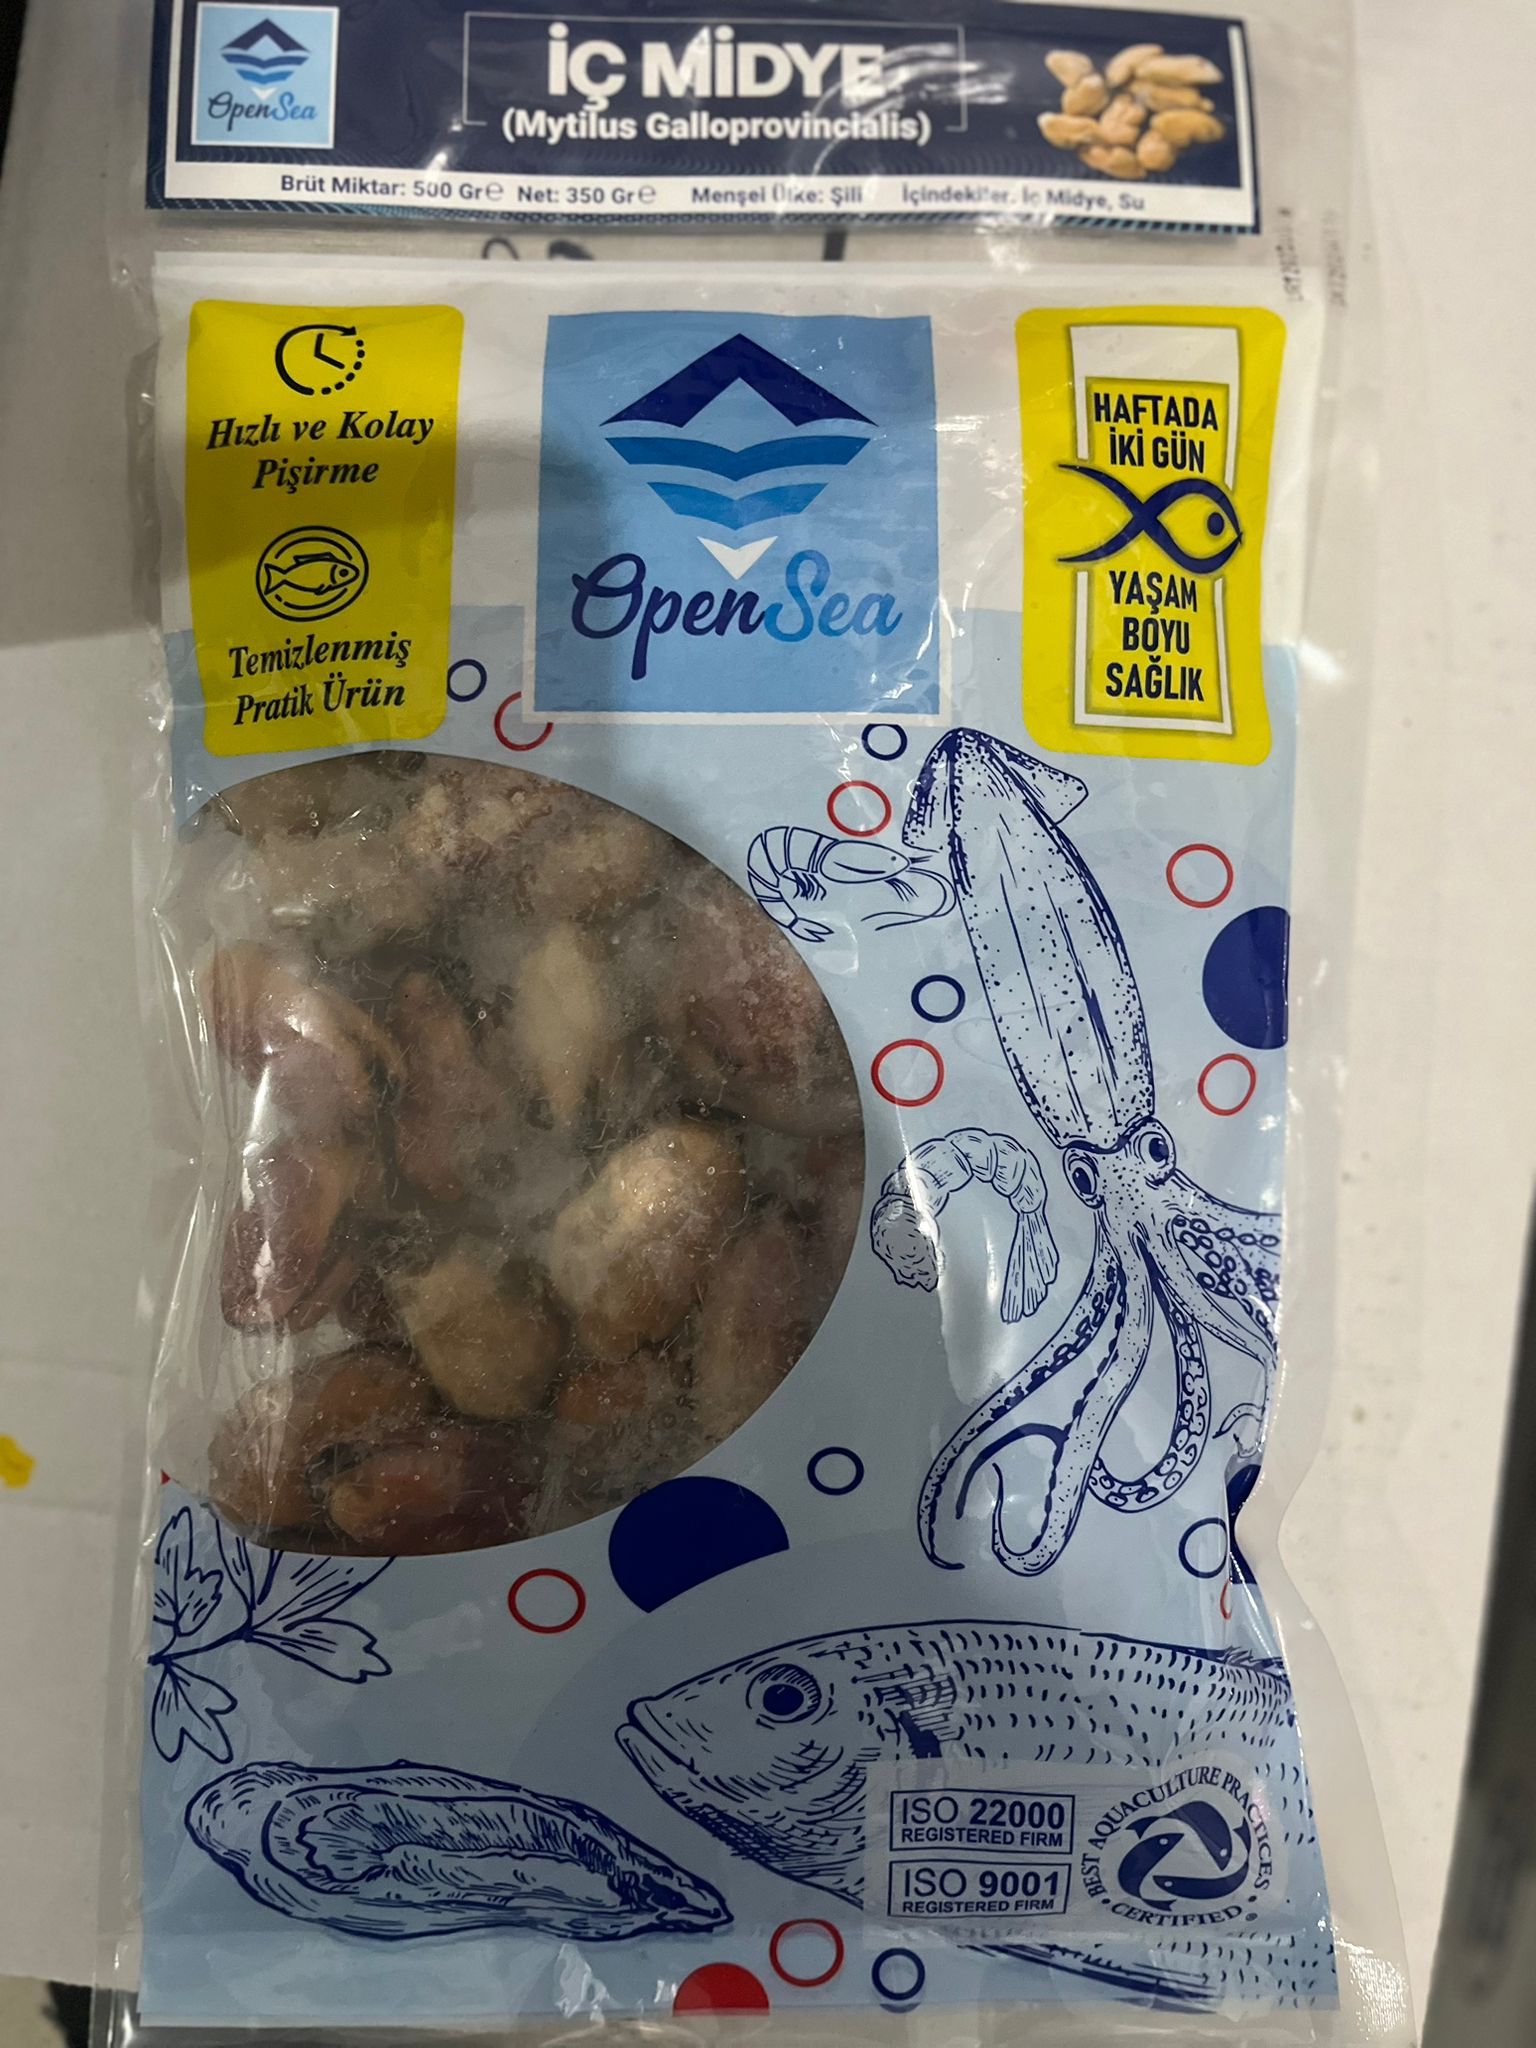 OpenSea
İÇ MİDYE
(Mytilus Galloprovincialis)
Brüt Miktar: 500 Gr℮ Net: 350 Gr℮ Menşei Ülke: Şili İçindekiler: İç Midye, Su
Hızlı ve Kolay
Pişirme
Temizlenmiş
Pratik Ürün
OpenSea
HAFTADA
İKİ GÜN
YAŞAM
BOYU
SAĞLIK
ISO 22000
REGISTERED FIRM
ISO 9001
REGISTERED FIRM
BEST AQUACULTURE PRACTICES
CERTIFIED